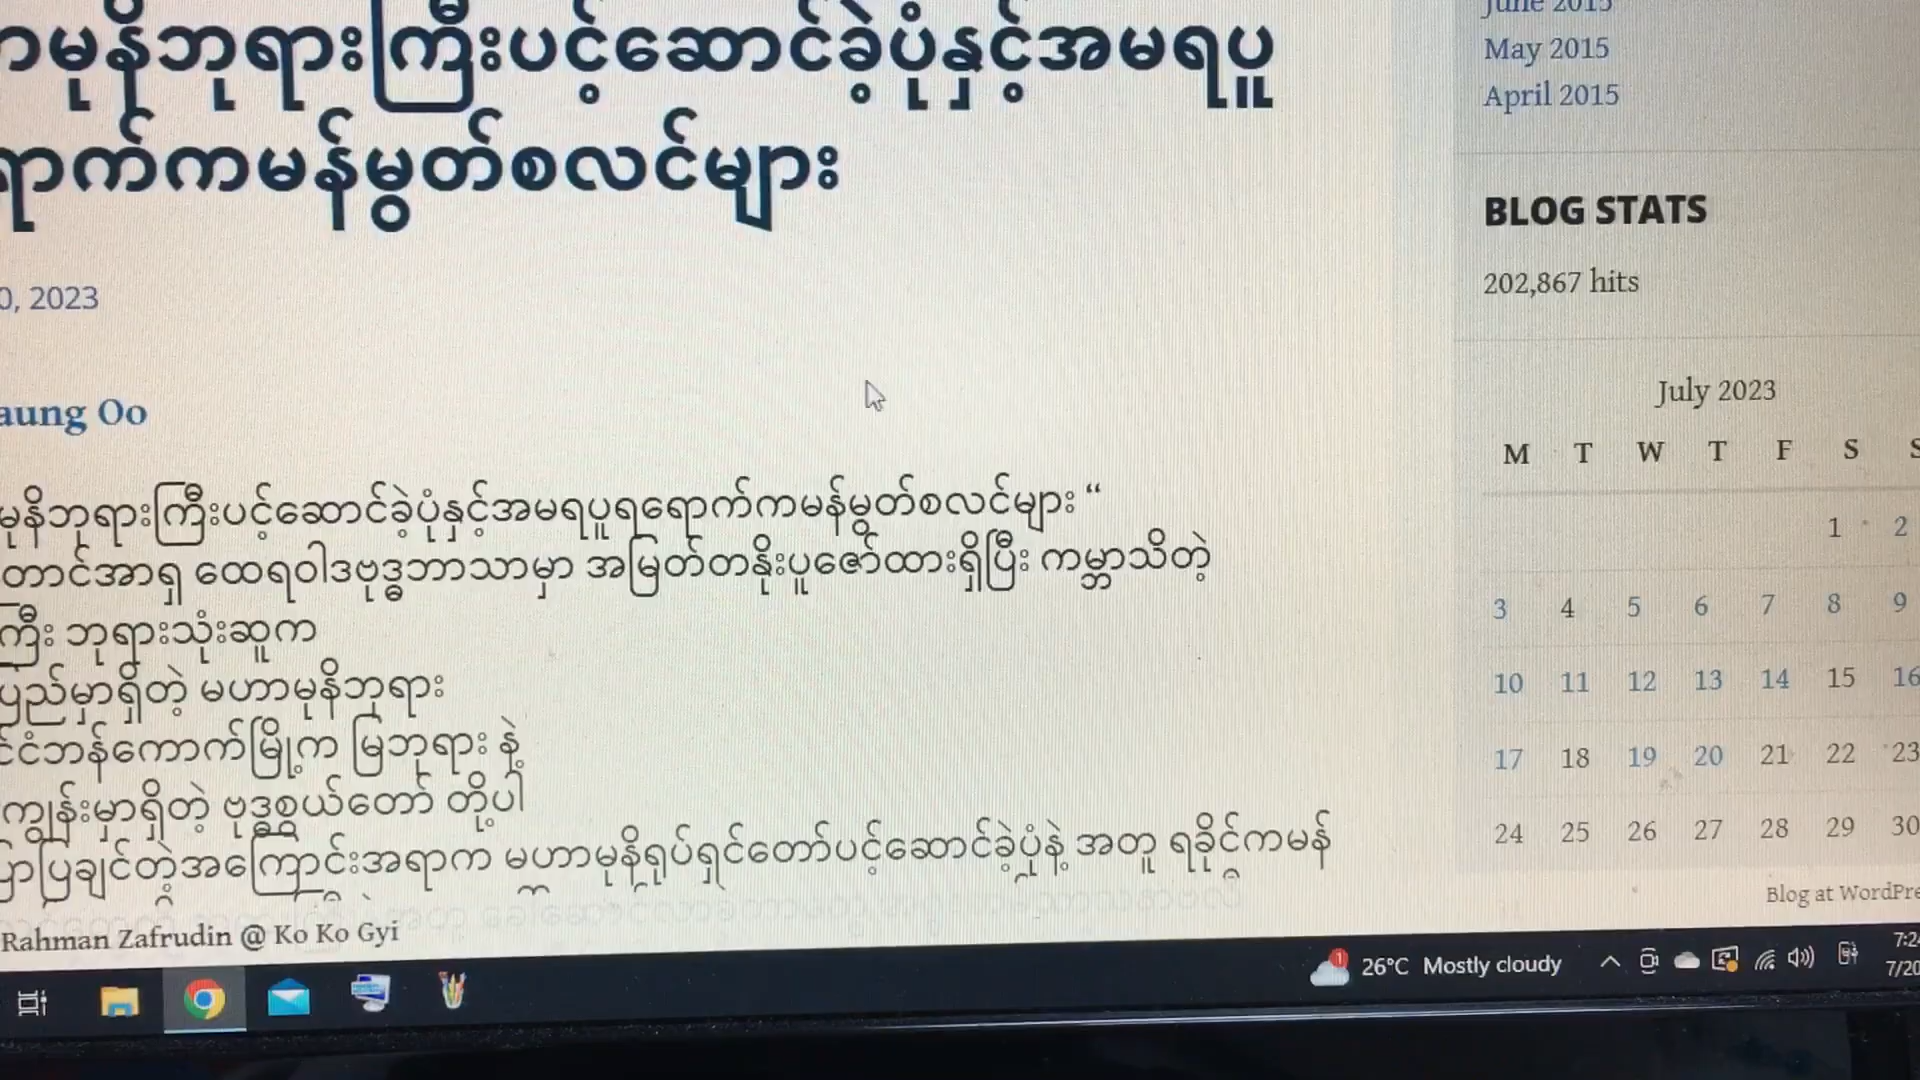 မုနိဘုရားကြီးပင့်ဆောင်ခဲ့ပုံနှင့်အမရပူ
ရောက်ကမန်မွတ်စလင်များ
0, 2023
aung Oo
မုနိဘုရားကြီးပင့်ဆောင်ခဲ့ပုံနှင့်အမရပူရရောက်ကမန်မွတ်စလင်များ “
တောင်အာရှ ထေရဝါဒဗုဒ္ဓဘာသာမှာ အမြတ်တနိုးပူဇော်ထားရှိပြီး ကမ္ဘာသိတဲ့
ကြီး ဘုရားသုံးဆူက
ပြည်မှာရှိတဲ့ မဟာမုနိဘုရား
င်ငံဘန်ကောက်မြို့က မြဘုရား နဲ့
ကျွန်းမှာရှိတဲ့ ဗုဒ္ဓစွယ်တော် တို့ပါ
ပြာပြချင်တဲ့အကြောင်းအရာက မဟာမုနိရုပ်ရှင်တော်ပင့်ဆောင်ခဲ့ပုံနဲ့ အတူ ရခိုင်ကမန်
Rahman Zafrudin @ Ko Ko Gyi
June 2015
May 2015
April 2015
BLOG STATS
202,867 hits
July 2023
M T W T F S S
1 2
3 4 5 6 7 8 9
10 11 12 13 14 15 16
17 18 19 20 21 22 23
24 25 26 27 28 29 30
Blog at WordPre
26°C Mostly cloudy
7:24
7/20